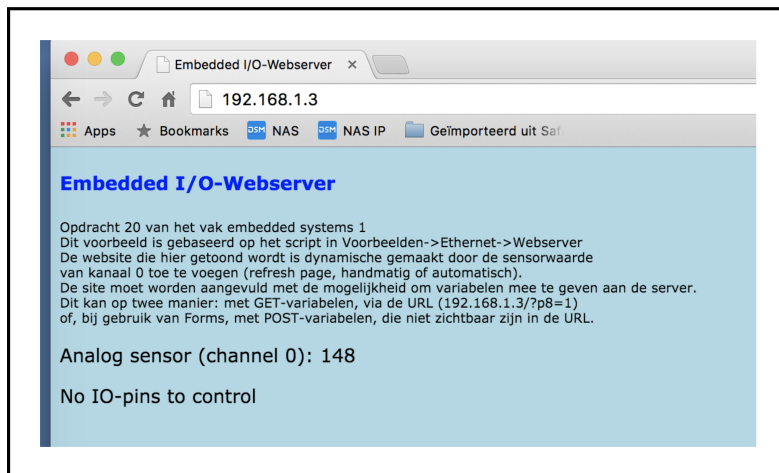 Embedded I/O-Webserver ×
192.168.1.3
Apps Bookmarks DSM NAS DSM NAS IP Geïmporteerd uit Saf
Embedded I/O-Webserver
Opdracht 20 van het vak embedded systems 1
Dit voorbeeld is gebaseerd op het script in Voorbeelden->Ethernet->Webserver
De website die hier getoond wordt is dynamische gemaakt door de sensorwaarde
van kanaal 0 toe te voegen (refresh page, handmatig of automatisch).
De site moet worden aangevuld met de mogelijkheid om variabelen mee te geven aan de server.
Dit kan op twee manier: met GET-variabelen, via de URL (192.168.1.3/?p8=1)
of, bij gebruik van Forms, met POST-variabelen, die niet zichtbaar zijn in de URL.
Analog sensor (channel 0): 148
No IO-pins to control